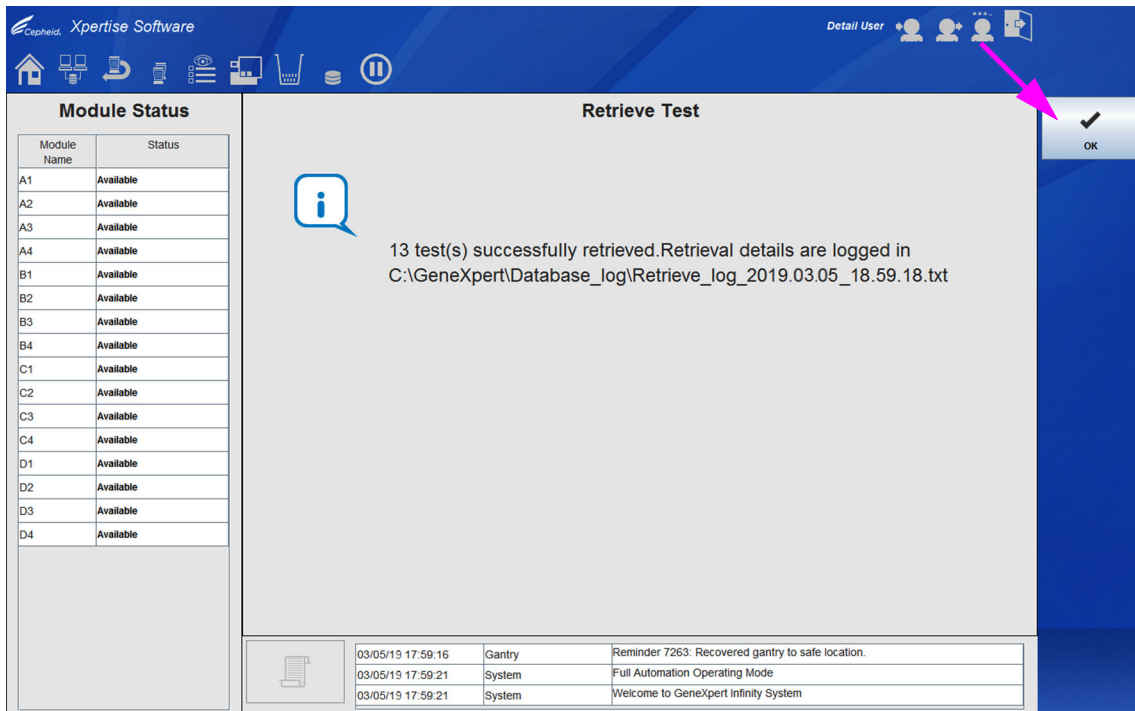 Cepheid. Xpertise Software
Detail User
Module Status
Module Name Status
A1 Available
A2 Available
A3 Available
A4 Available
B1 Available
B2 Available
B3 Available
B4 Available
C1 Available
C2 Available
C3 Available
C4 Available
D1 Available
D2 Available
D3 Available
D4 Available
Retrieve Test
OK
13 test(s) successfully retrieved.Retrieval details are logged in
C:\GeneXpert\Database_log\Retrieve_log_2019.03.05_18.59.18.txt
03/05/19 17:59:16 Gantry Reminder 7263: Recovered gantry to safe location.
03/05/19 17:59:21 System Full Automation Operating Mode
03/05/19 17:59:21 System Welcome to GeneXpert Infinity System